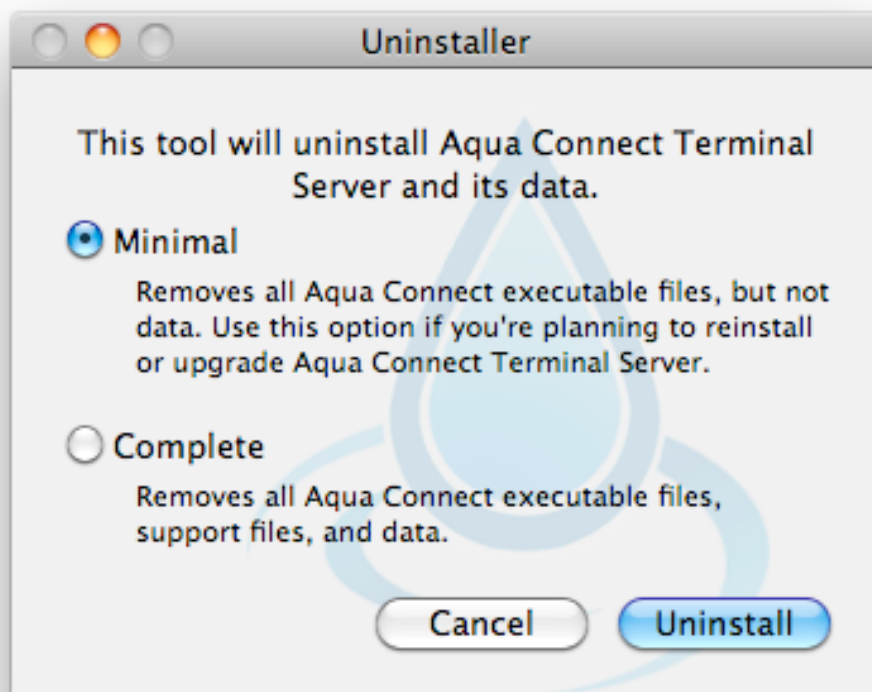 Uninstaller
This tool will uninstall Aqua Connect Terminal
Server and its data.
Minimal
Removes all Aqua Connect executable files, but not
data. Use this option if you're planning to reinstall
or upgrade Aqua Connect Terminal Server.
Complete
Removes all Aqua Connect executable files,
support files, and data.
Cancel
Uninstall